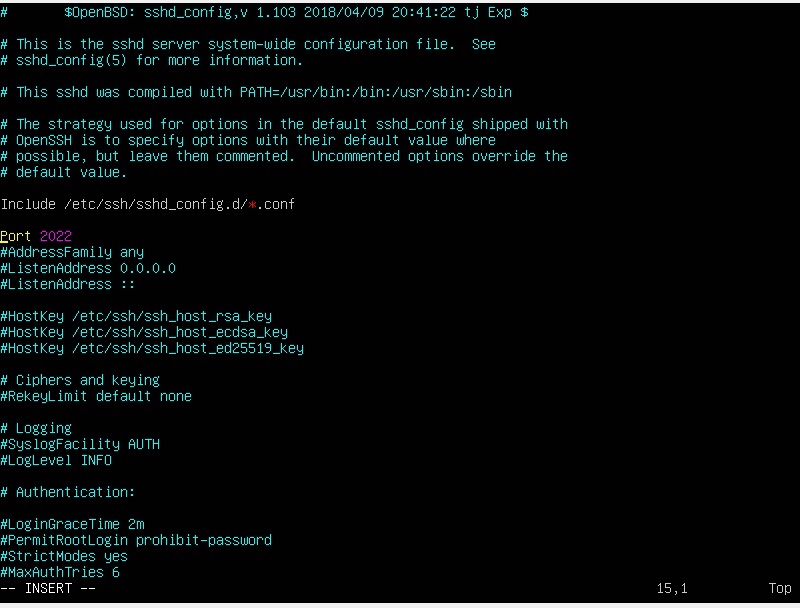 #       $OpenBSD: sshd_config,v 1.103 2018/04/09 20:41:22 tj Exp $
# This is the sshd server system-wide configuration file.  See
# sshd_config(5) for more information.
# This sshd was compiled with PATH=/usr/bin:/bin:/usr/sbin:/sbin
# The strategy used for options in the default sshd_config shipped with
# OpenSSH is to specify options with their default value where
# possible, but leave them commented.  Uncommented options override the
# default value.
Include /etc/ssh/sshd_config.d/*.conf
Port 2022
#AddressFamily any
#ListenAddress 0.0.0.0
#ListenAddress ::
#HostKey /etc/ssh/ssh_host_rsa_key
#HostKey /etc/ssh/ssh_host_ecdsa_key
#HostKey /etc/ssh/ssh_host_ed25519_key
# Ciphers and keying
#RekeyLimit default none
# Logging
#SyslogFacility AUTH
#LogLevel INFO
# Authentication:
#LoginGraceTime 2m
#PermitRootLogin prohibit-password
#StrictModes yes
#MaxAuthTries 6
-- INSERT --                                                                      15,1          Top